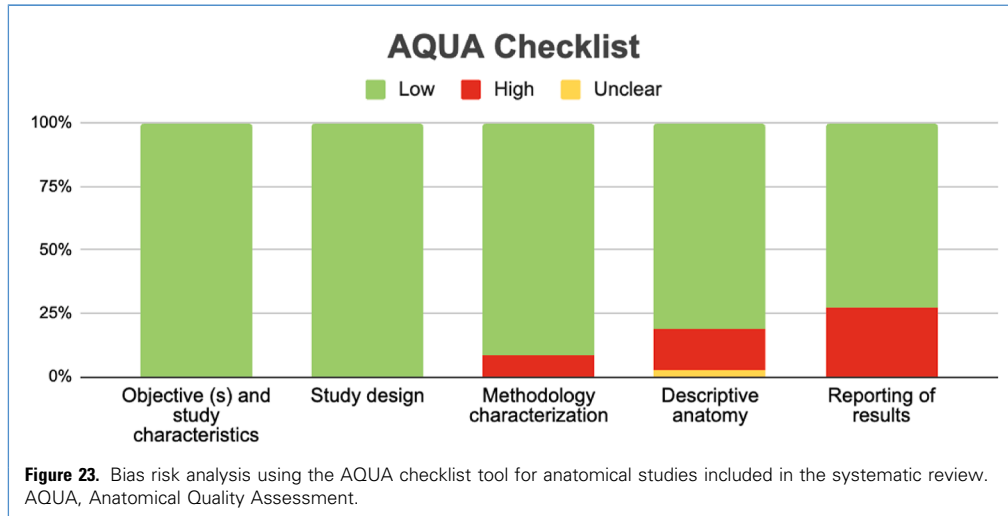 AQUA Checklist
Low High Unclear
100%
75%
50%
25%
0%
Objective (s) and
study
characteristics
Study design
Methodology
characterization
Descriptive
anatomy
Reporting of
results
Figure 23. Bias risk analysis using the AQUA checklist tool for anatomical studies included in the systematic review.
AQUA, Anatomical Quality Assessment.